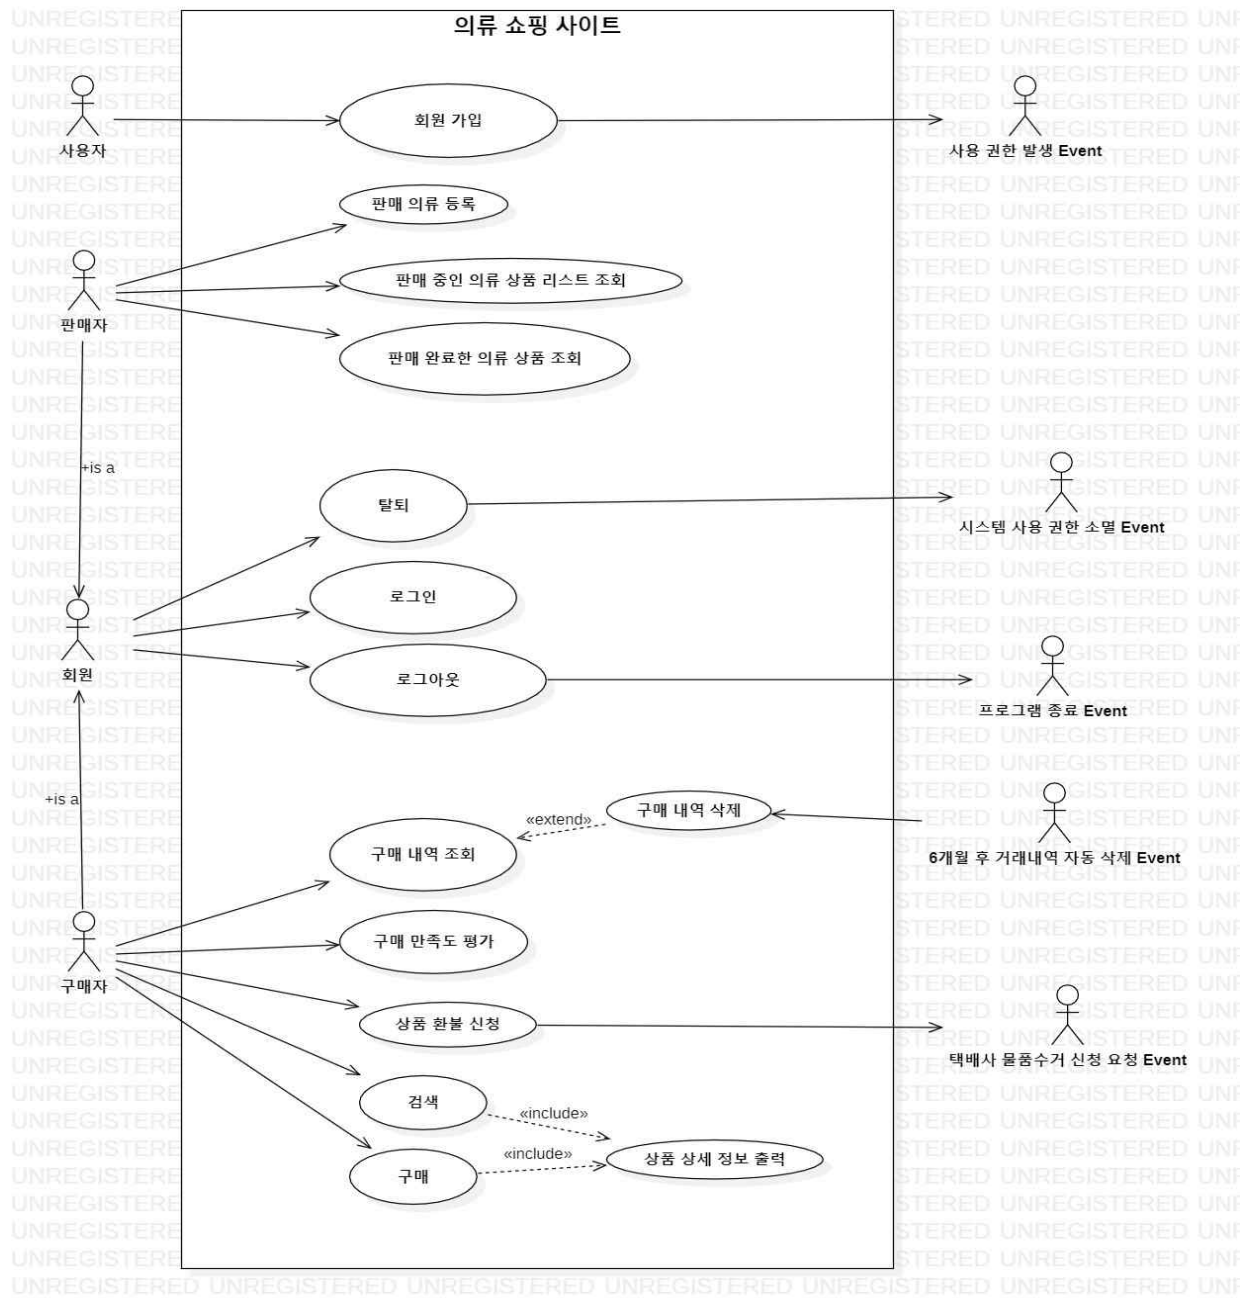 의류 쇼핑 사이트
사용자
회원 가입
사용 권한 발생 Event
판매 의류 등록
판매자
판매 중인 의류 상품 리스트 조회
판매 완료한 의류 상품 조회
+is a
탈퇴
시스템 사용 권한 소멸 Event
로그인
회원
로그아웃
프로그램 종료 Event
+is a
구매 내역 삭제
«extend»
구매 내역 조회
6개월 후 거래내역 자동 삭제 Event
구매 만족도 평가
구매자
상품 환불 신청
택배사 물품수거 신청 요청 Event
검색
«include»
«include»
상품 상세 정보 출력
구매
UNREGISTERED UNREGISTERED UNREGISTERED UNREGISTERED UNREGISTERED UNREGISTERED